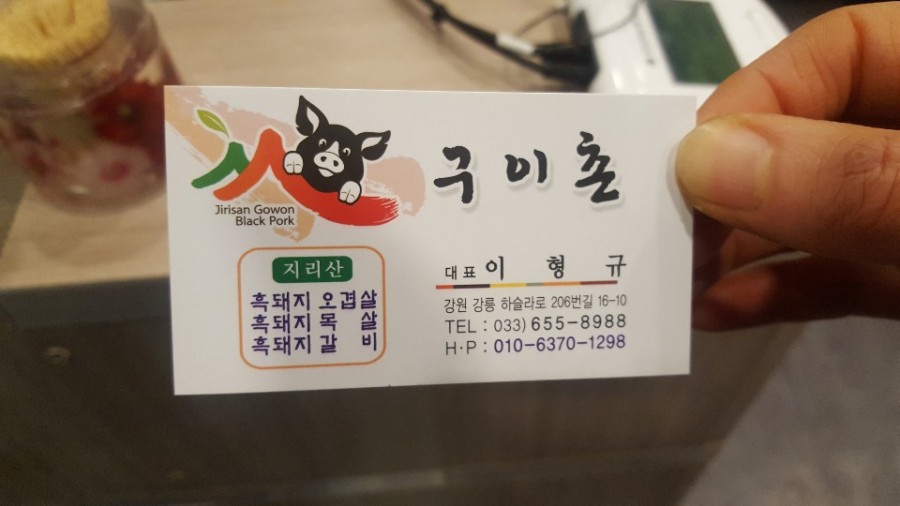 Jirisan Gowon
Black Pork
구이촌
지리산
흑돼지 오겹살
흑돼지 목 살
흑돼지 갈 비
대표 이 형 규
강원 강릉 하슬라로 206번길 16-10
TEL : 033) 655-8988
H·P : 010-6370-1298